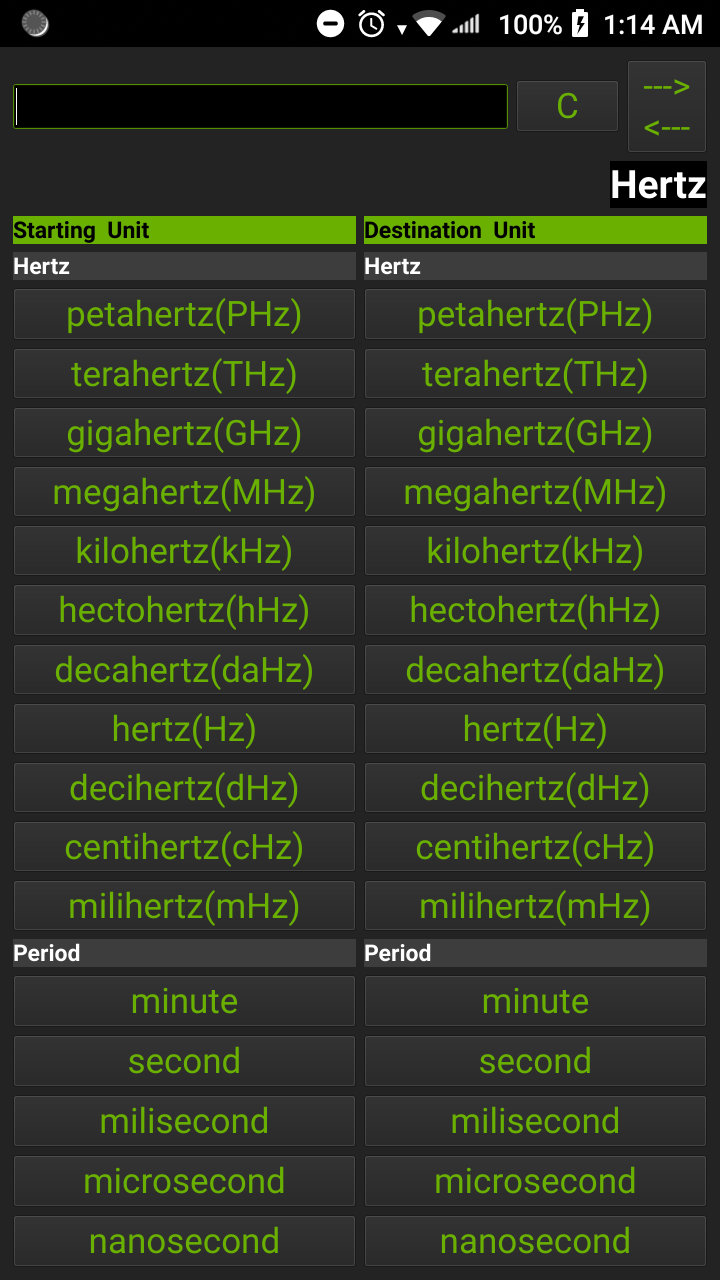 100% 1:14 AM
C
--->
<---
Hertz
Starting Unit Destination Unit
Hertz Hertz
petahertz(PHz) petahertz(PHz)
terahertz(THz) terahertz(THz)
gigahertz(GHz) gigahertz(GHz)
megahertz(MHz) megahertz(MHz)
kilohertz(kHz) kilohertz(kHz)
hectohertz(hHz) hectohertz(hHz)
decahertz(daHz) decahertz(daHz)
hertz(Hz) hertz(Hz)
decihertz(dHz) decihertz(dHz)
centihertz(cHz) centihertz(cHz)
milihertz(mHz) milihertz(mHz)
Period Period
minute minute
second second
milisecond milisecond
microsecond microsecond
nanosecond nanosecond